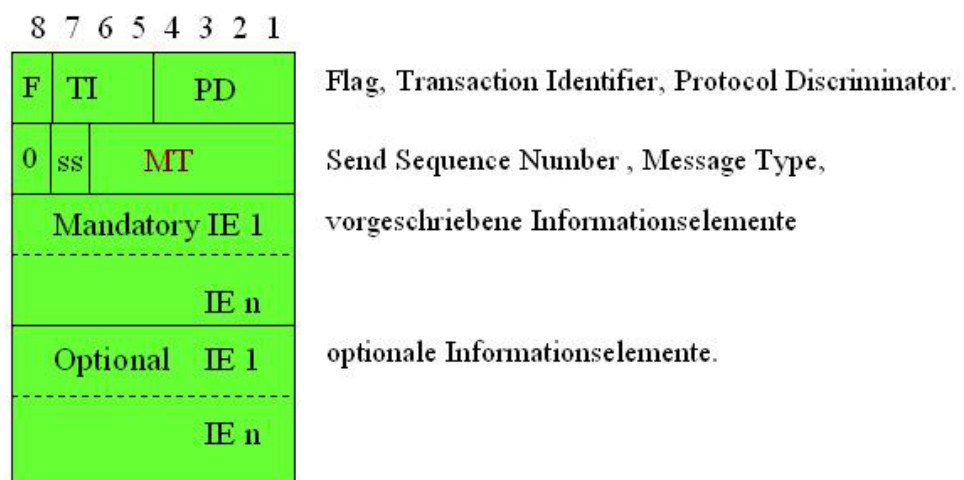 8 7 6 5 4 3 2 1
F TI PD Flag, Transaction Identifier, Protocol Discriminator.
0 ss MT Send Sequence Number , Message Type,
Mandatory IE 1 vorgeschriebene Informationselemente
IE n
Optional IE 1 optionale Informationselemente.
IE n